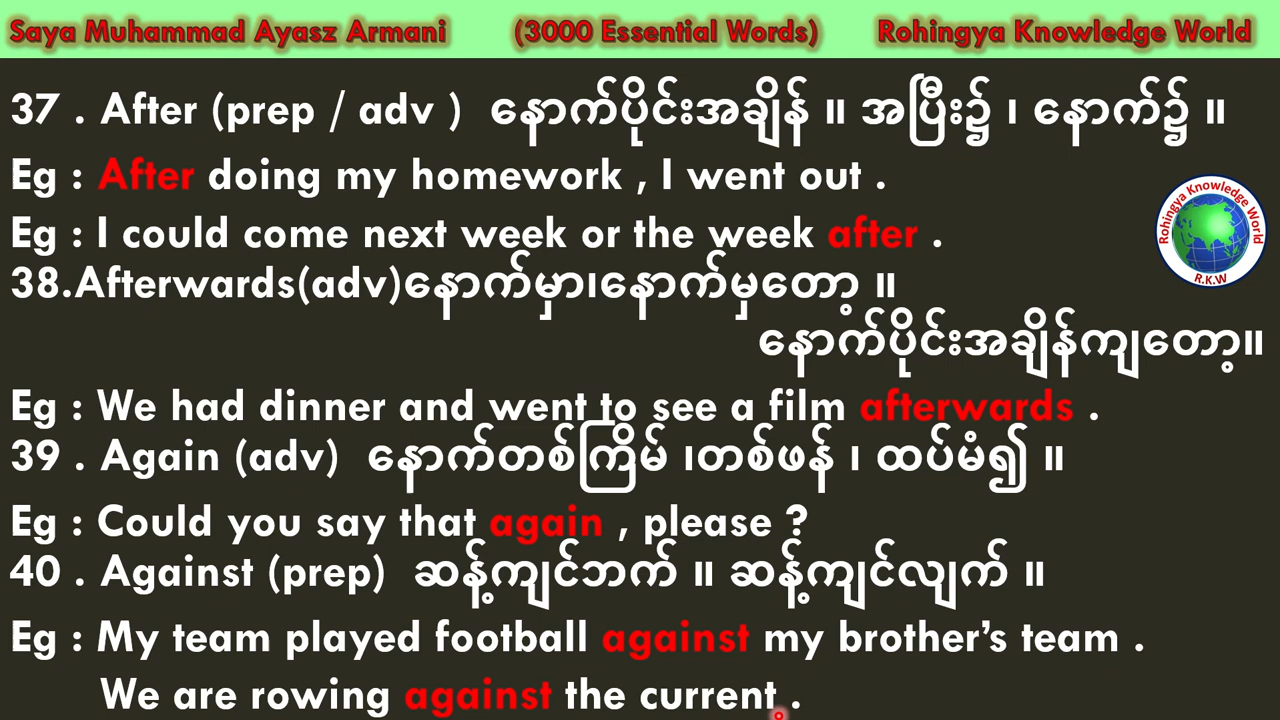 Saya Muhammad Ayasz Armani (3000 Essential Words) Rohingya Knowledge World
37 . After (prep / adv ) နောက်ပိုင်းအချိန် ။ အပြီး၌ ၊ နောက်၌ ။
Eg : After doing my homework , I went out .
Eg : I could come next week or the week after .
38.Afterwards(adv)နောက်မှာ၊နောက်မှတော့ ။
နောက်ပိုင်းအချိန်ကျတော့။
Eg : We had dinner and went to see a film afterwards .
39 . Again (adv) နောက်တစ်ကြိမ် ၊တစ်ဖန် ၊ ထပ်မံ၍ ။
Eg : Could you say that again , please ?
40 . Against (prep) ဆန့်ကျင်ဘက် ။ ဆန့်ကျင်လျက် ။
Eg : My team played football against my brother's team .
We are rowing against the current .
Rohingya Knowledge World
R.K.W